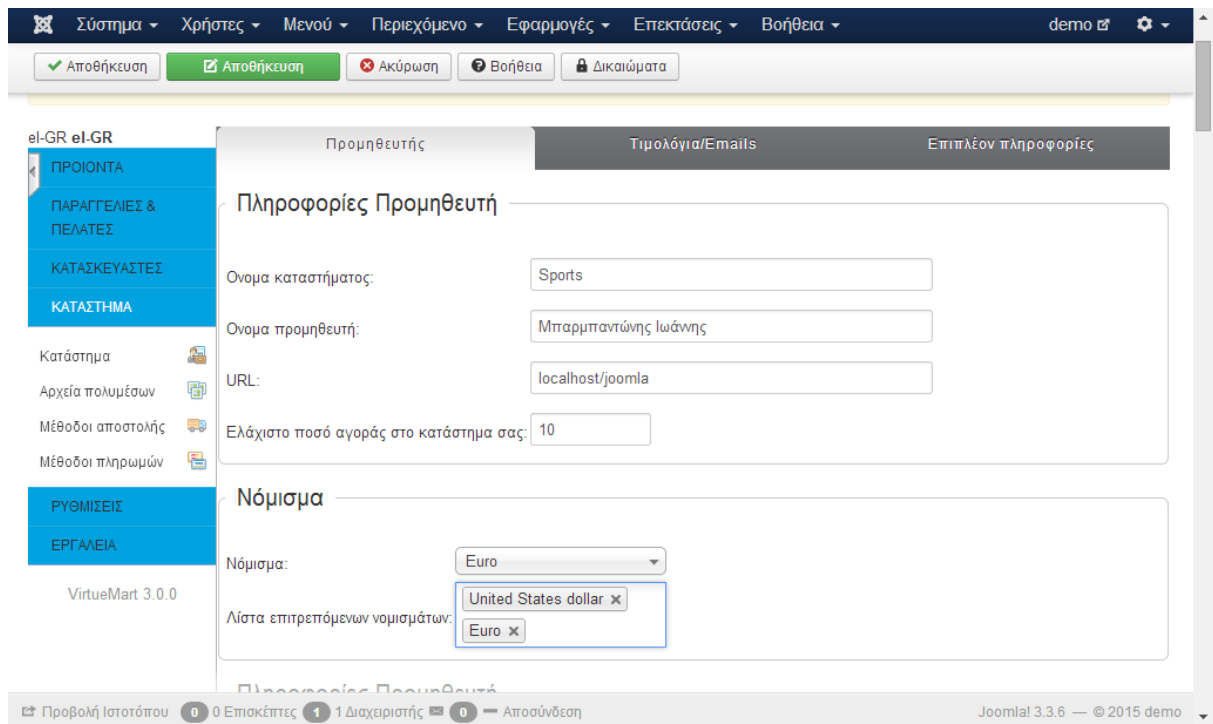 Σύστημα Χρήστες Μενού Περιεχόμενο Εφαρμογές Επεκτάσεις Βοήθεια demo
Αποθήκευση Αποθήκευση Ακύρωση Βοήθεια Δικαιώματα
el-GR el-GR
Προμηθευτής Τιμολόγια/Emails Επιπλέον πληροφορίες
ΠΡΟΙΟΝΤΑ
ΠΑΡΑΓΓΕΛΙΕΣ &
ΠΕΛΑΤΕΣ
ΚΑΤΑΣΚΕΥΑΣΤΕΣ
ΚΑΤΑΣΤΗΜΑ
Κατάστημα
Αρχεία πολυμέσων
Μέθοδοι αποστολής
Μέθοδοι πληρωμών
ΡΥΘΜΙΣΕΙΣ
ΕΡΓΑΛΕΙΑ
VirtueMart 3.0.0
Πληροφορίες Προμηθευτή
Ονομα καταστήματος: Sports
Ονομα προμηθευτή: Μπαρμπαντώνης Ιωάννης
URL: localhost/joomla
Ελάχιστο ποσό αγοράς στο κατάστημα σας: 10
Νόμισμα
Νόμισμα: Euro
Λίστα επιτρεπόμενων νομισμάτων: United States dollar
Euro
Πληροφορίες Προμηθευτή
Προβολή Ιστοτόπου 0 0 Επισκέπτες 1 1 Διαχειριστής 0 Αποσύνδεση Joomla! 3.3.6 — © 2015 demo